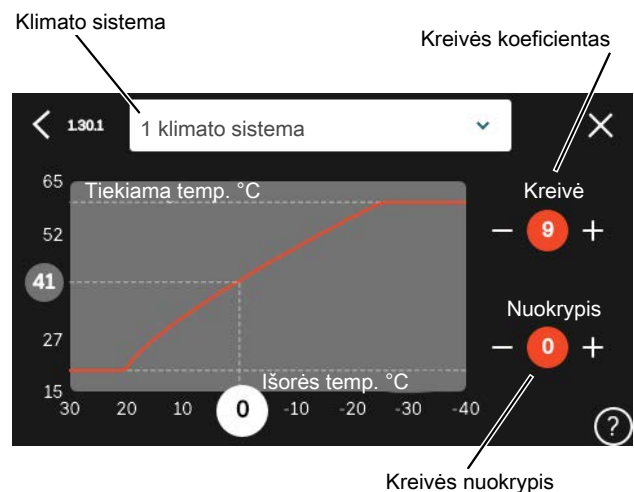 Klimato sistema
Kreivės koeficientas
1.30.1
1 klimato sistema
65
Tiekiamą temp. °C
Kreivė
52
− 9 +
41
Nuokrypis
27
− 0 +
Išorės temp. °C
15
30 20 10 0 -10 -20 -30 -40
?
Kreivės nuokrypis